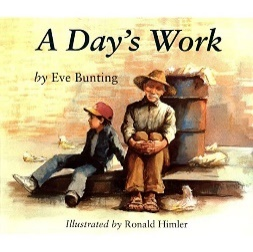 A Day's Work
by Eve Bunting
Illustrated by Ronald Himler